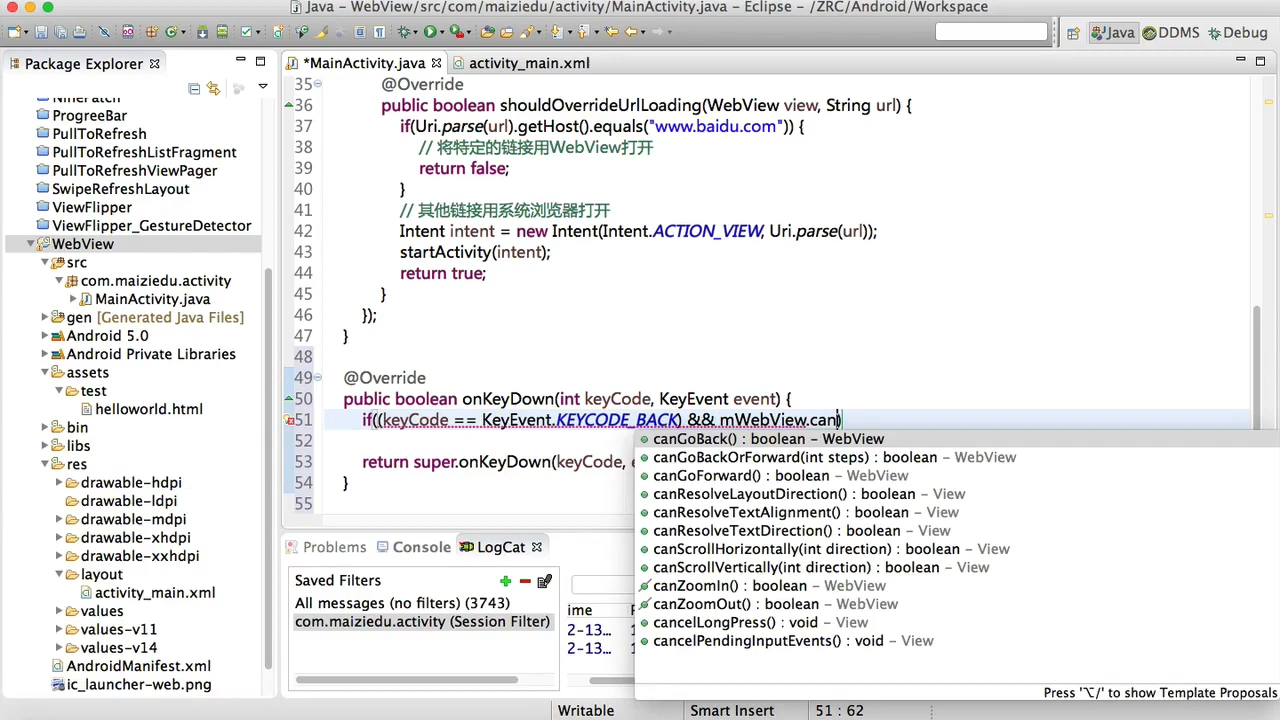 Java – WebView/src/com/maiziedu/activity/MainActivity.java – Eclipse – /ZRC/Android/Workspace
Java DDMS Debug
Package Explorer
*MainActivity.java activity_main.xml
ProgreeBar
PullToRefresh
PullToRefreshListFragment
PullToRefreshViewPager
SwipeRefreshLayout
ViewFlipper
ViewFlipper_GestureDetector
WebView
src
com.maiziedu.activity
MainActivity.java
gen [Generated Java Files]
Android 5.0
Android Private Libraries
assets
test
helloworld.html
bin
libs
res
drawable-hdpi
drawable-ldpi
drawable-mdpi
drawable-xhdpi
drawable-xxhdpi
layout
activity_main.xml
values
values-v11
values-v14
AndroidManifest.xml
ic_launcher-web.png
35 @Override
36 public boolean shouldOverrideUrlLoading(WebView view, String url) {
37 if(Uri.parse(url).getHost().equals("www.baidu.com")) {
38 // 将特定的链接用WebView打开
39 return false;
40 }
41 // 其他链接用系统浏览器打开
42 Intent intent = new Intent(Intent.ACTION_VIEW, Uri.parse(url));
43 startActivity(intent);
44 return true;
45 }
46 });
47 }
48
49 @Override
50 public boolean onKeyDown(int keyCode, KeyEvent event) {
51 if((keyCode == KeyEvent.KEYCODE_BACK) && mWebView.can)
52
53 return super.onKeyDown(keyCode, e
54 }
55
canGoBack() : boolean – WebView
canGoBackOrForward(int steps) : boolean – WebView
canGoForward() : boolean – WebView
canResolveLayoutDirection() : boolean – View
canResolveTextAlignment() : boolean – View
canResolveTextDirection() : boolean – View
canScrollHorizontally(int direction) : boolean – View
canScrollVertically(int direction) : boolean – View
canZoomIn() : boolean – WebView
canZoomOut() : boolean – WebView
cancelLongPress() : void – View
cancelPendingInputEvents() : void – View
Press '⌥/' to show Template Proposals
Problems Console LogCat
Saved Filters
All messages (no filters) (3743)
com.maiziedu.activity (Session Filter)
ime
2-13...
2-13...
Writable Smart Insert 51 : 62